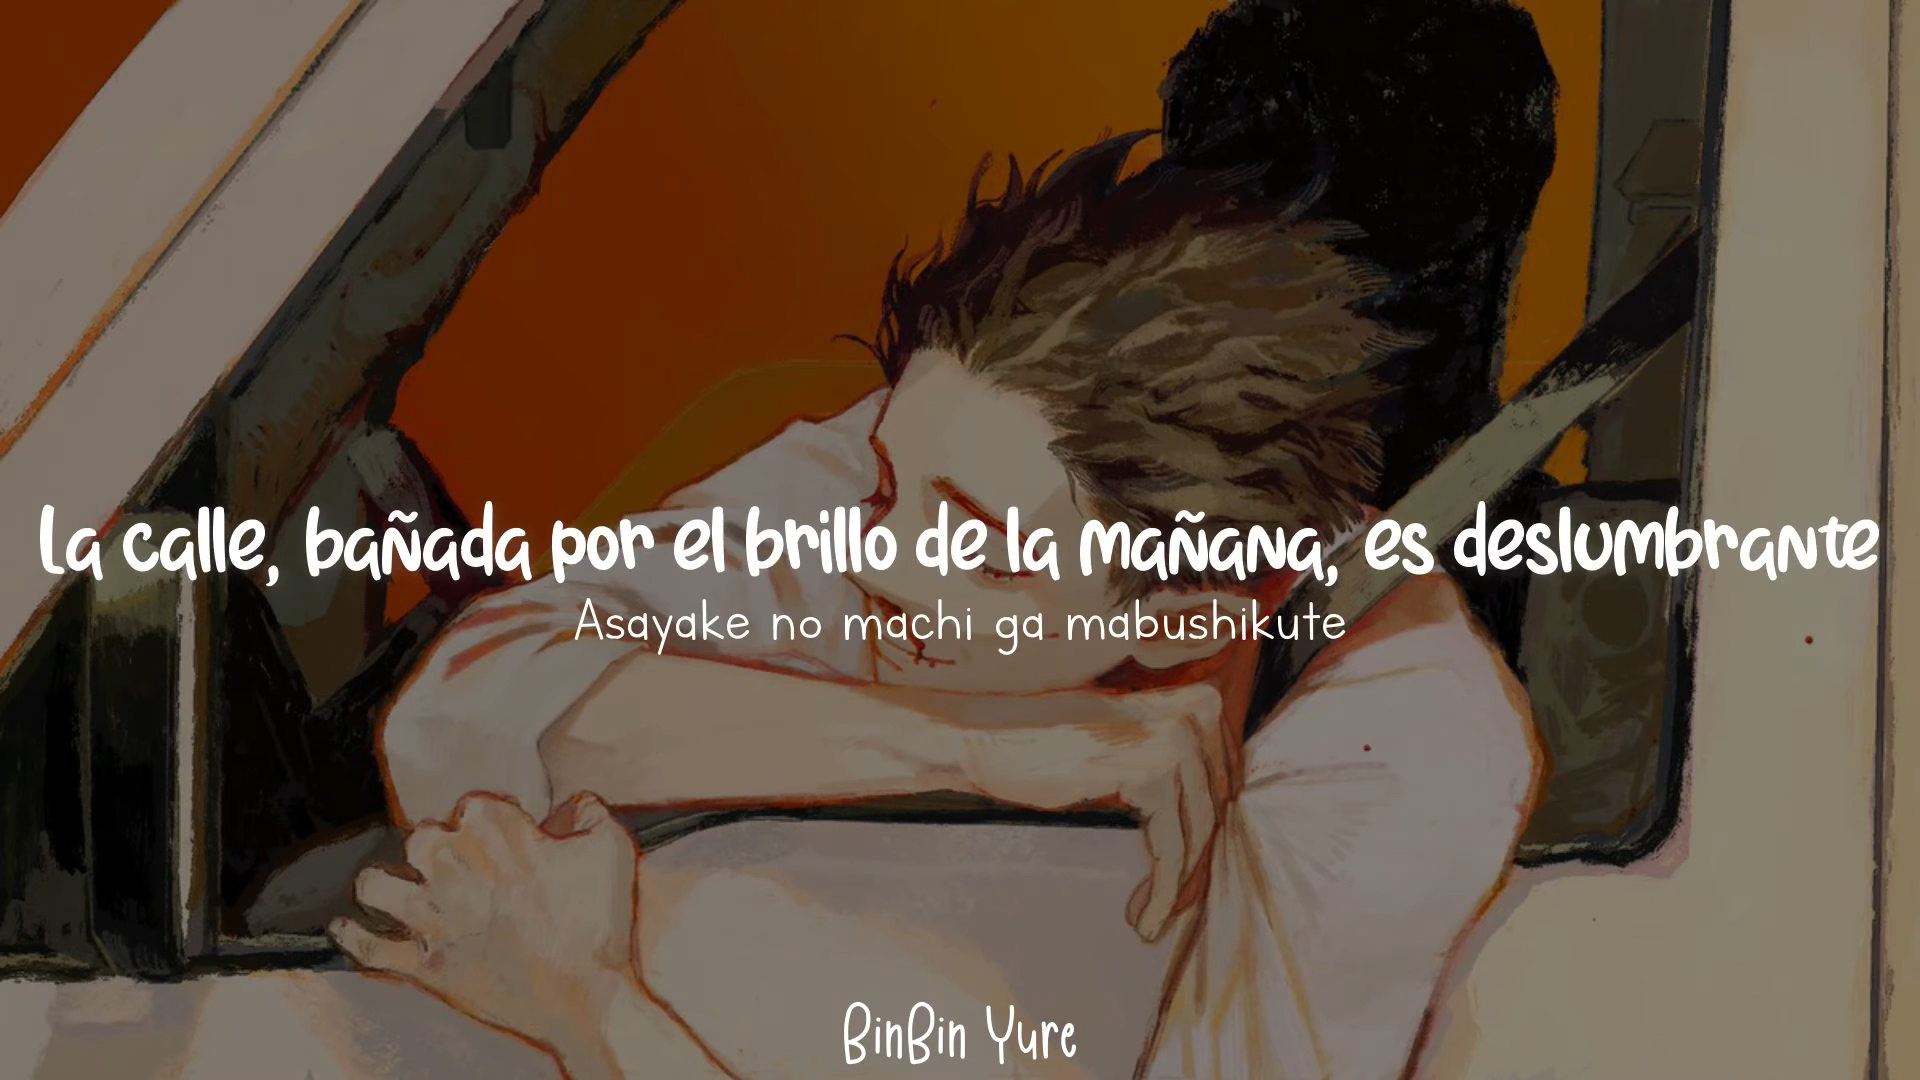 La calle, bañada por el brillo de la mañana, es deslumbrante
Asayake no machi ga mabushikute
BinBin Yure